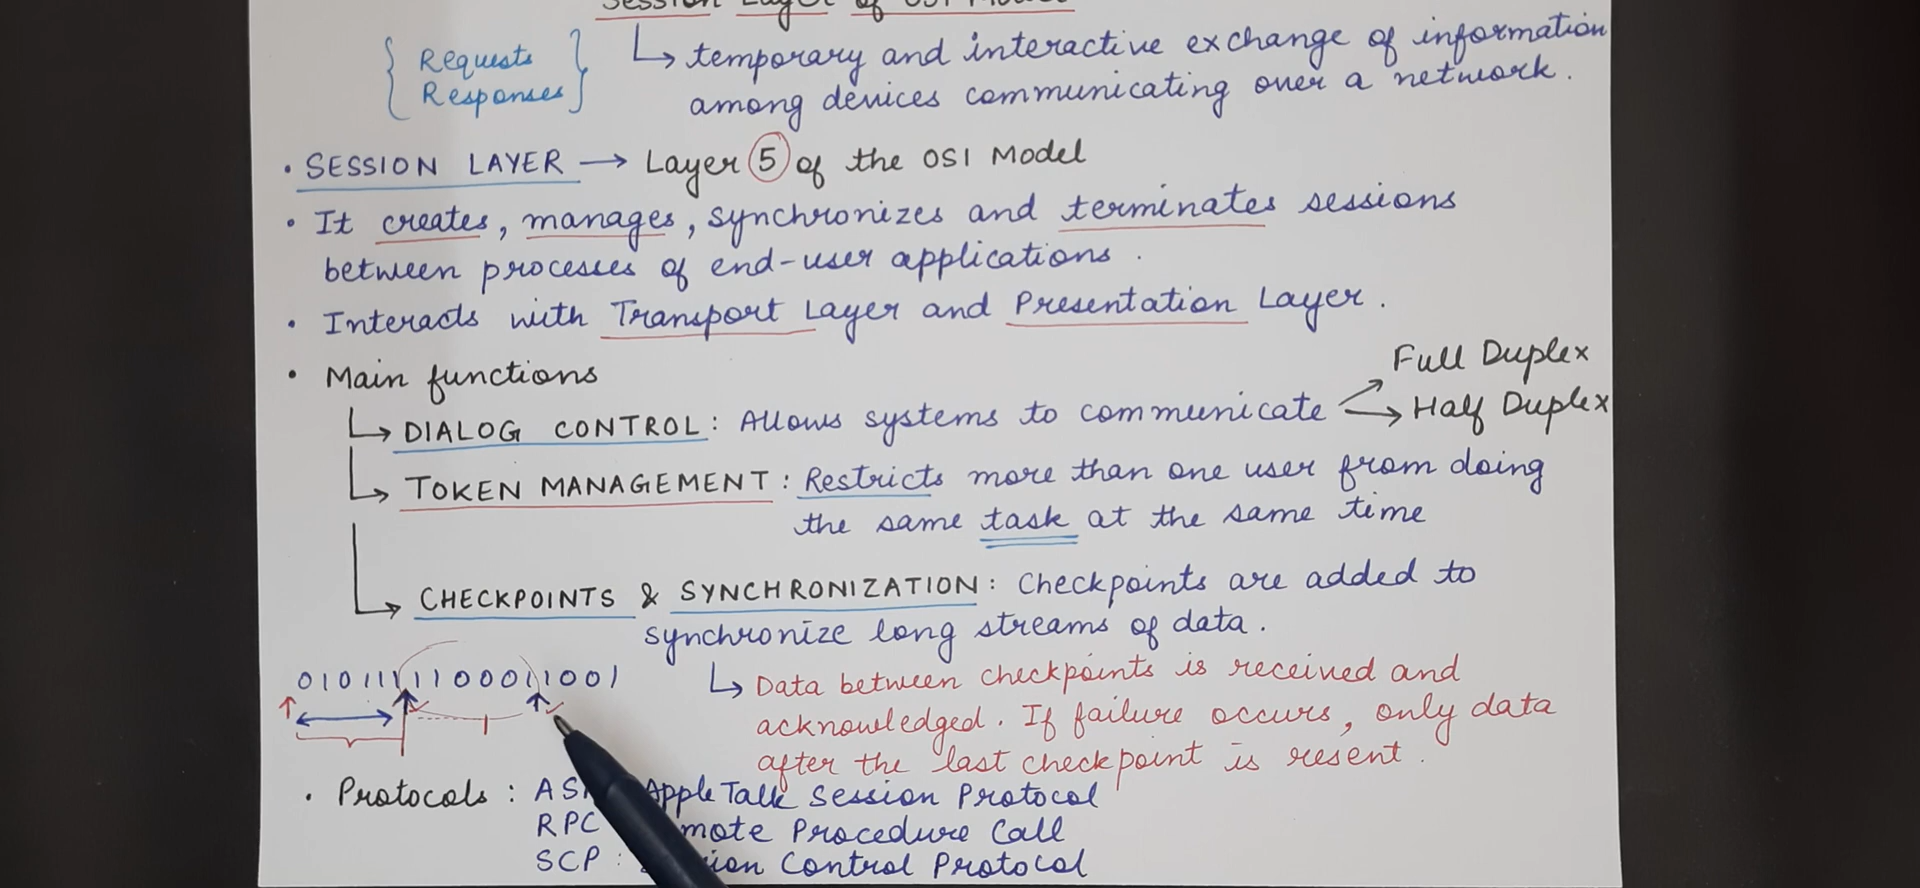 Session Layer of OSI Model
{ Requests
Responses }
↳ temporary and interactive exchange of information
among devices communicating over a network.
• SESSION LAYER → Layer 5 of the OSI Model
• It creates, manages, synchronizes and terminates sessions
between processes of end-user applications.
• Interacts with Transport Layer and Presentation Layer.
• Main functions
↳ DIALOG CONTROL: Allows systems to communicate
Full Duplex
Half Duplex
↳ TOKEN MANAGEMENT: Restricts more than one user from doing
the same task at the same time
↳ CHECKPOINTS & SYNCHRONIZATION: Checkpoints are added to
synchronize long streams of data.
↳ Data between checkpoints is received and
acknowledged. If failure occurs, only data
after the last checkpoint is resent.
• Protocols: AppleTalk Session Protocol
RPC Procedure Call
SCP: Control Protocol